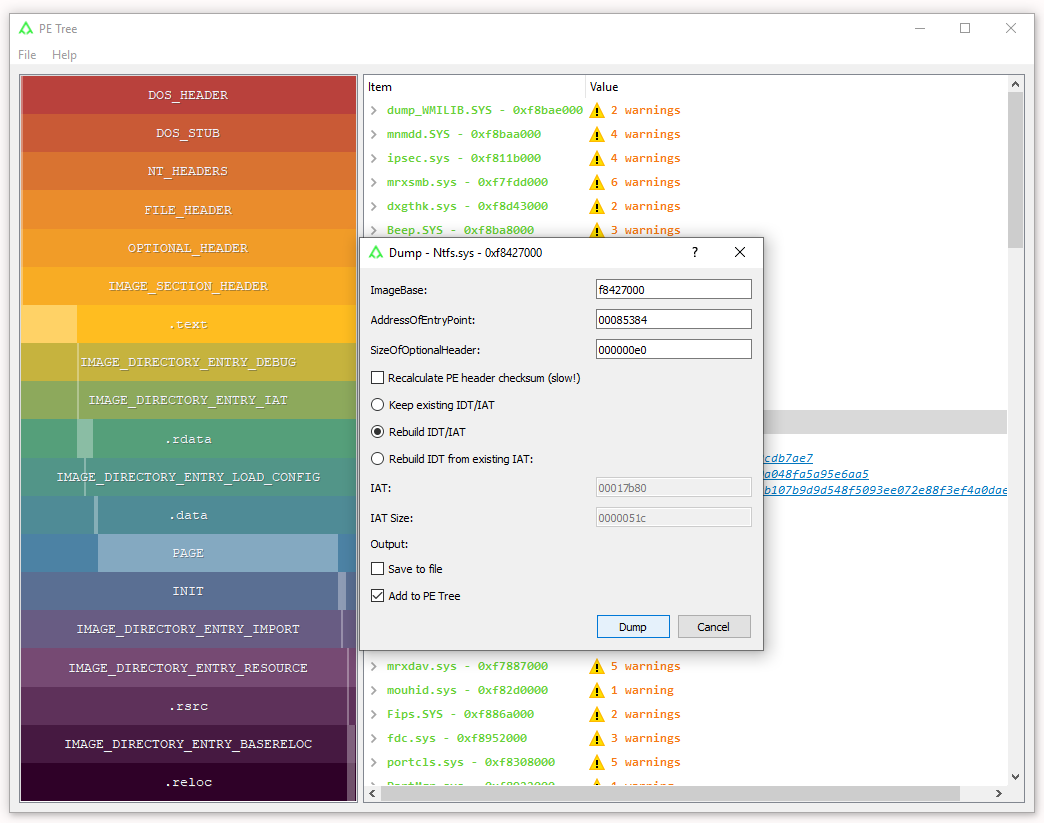 PE Tree
File Help
DOS_HEADER
DOS_STUB
NT_HEADERS
FILE_HEADER
OPTIONAL_HEADER
IMAGE_SECTION_HEADER
.text
IMAGE_DIRECTORY_ENTRY_DEBUG
IMAGE_DIRECTORY_ENTRY_IAT
.rdata
IMAGE_DIRECTORY_ENTRY_LOAD_CONFIG
.data
PAGE
INIT
IMAGE_DIRECTORY_ENTRY_IMPORT
IMAGE_DIRECTORY_ENTRY_RESOURCE
.rsrc
IMAGE_DIRECTORY_ENTRY_BASERELOC
.reloc
Item Value
dump_WMILIB.SYS - 0xf8bae000 2 warnings
mnmdd.SYS - 0xf8baa000 4 warnings
ipsec.sys - 0xf811b000 4 warnings
mrxsmb.sys - 0xf7fdd000 6 warnings
dxgthk.sys - 0xf8d43000 2 warnings
Beep.SYS - 0xf8ba8000 3 warnings
Dump - Ntfs.sys - 0xf8427000 ?
ImageBase: f8427000
AddressOfEntryPoint: 00085384
SizeOfOptionalHeader: 000000e0
Recalculate PE header checksum (slow!)
Keep existing IDT/IAT
Rebuild IDT/IAT
Rebuild IDT from existing IAT:
IAT: 00017b80
IAT Size: 0000051c
Output:
Save to file
Add to PE Tree
Dump Cancel
cdb7ae7
a048fa5a95e6aa5
b107b9d9d548f5093ee072e88f3ef4a0dae
mrxdav.sys - 0xf7887000 5 warnings
mouhid.sys - 0xf82d0000 1 warning
Fips.SYS - 0xf886a000 2 warnings
fdc.sys - 0xf8952000 3 warnings
portcls.sys - 0xf8308000 5 warnings